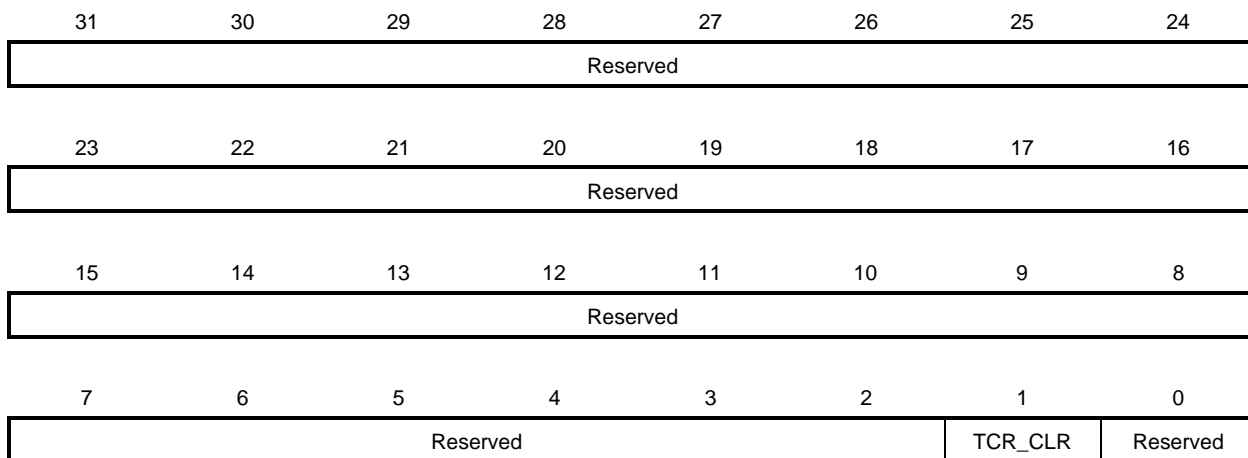 31 30 29 28 27 26 25 24
Reserved
23 22 21 20 19 18 17 16
Reserved
15 14 13 12 11 10 9 8
Reserved
7 6 5 4 3 2 1 0
Reserved TCR_CLR Reserved